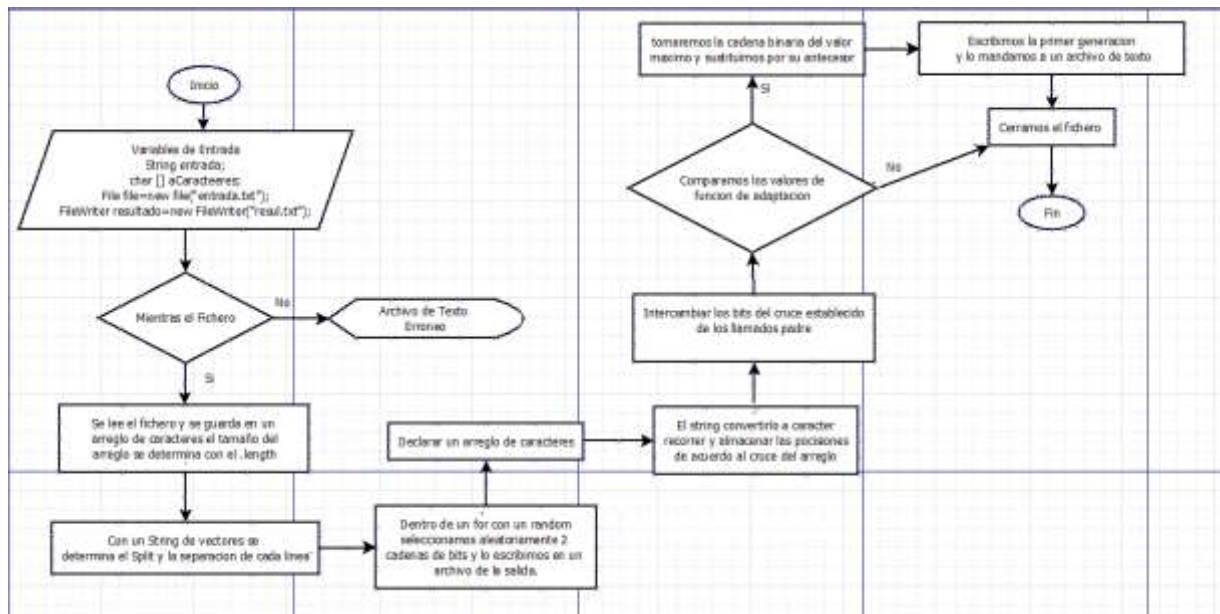 Inicio
Variables de Entrada
String entrada;
char [] aCaracteeres;
File file=new file("entrada.txt");
FileWriter resultado=new FileWriter("resul.txt");
Mientras el Fichero
No
Archivo de Texto
Erroneo
Si
Se lee el fichero y se guarda en un
arreglo de caracteres el tamaño del
arreglo se determina con el .length
Con un String de vectores se
determina el Split y la separacion de cada linea
Dentro de un for con un random
seleccionamos aleatoriamente 2
cadenas de bits y lo escribimos en un
archivo de la salida.
Declarar un arreglo de caracteres
El string convertirlo a caracter
recorrer y almacenar las posisiones
de acuerdo al cruce del arreglo
Intercambiar los bits del cruce establecido
de los llamados padre
Comparamos los valores de
funcion de adaptacion
Si
No
tomaremos la cadena binaria del valor
maximo y sustituimos por su antecesor
Escribimos la primer generacion
y lo mandamos a un archivo de texto
Cerramos el fichero
Fin